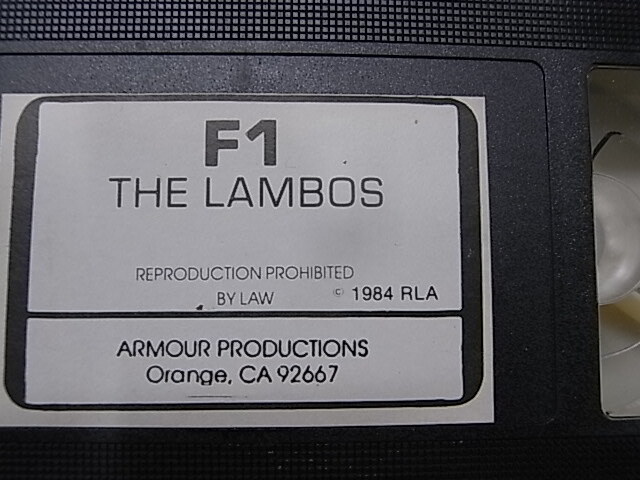 F1
THE LAMBOS
REPRODUCTION PROHIBITED
BY LAW © 1984 RLA
ARMOUR PRODUCTIONS
Orange, CA 92667